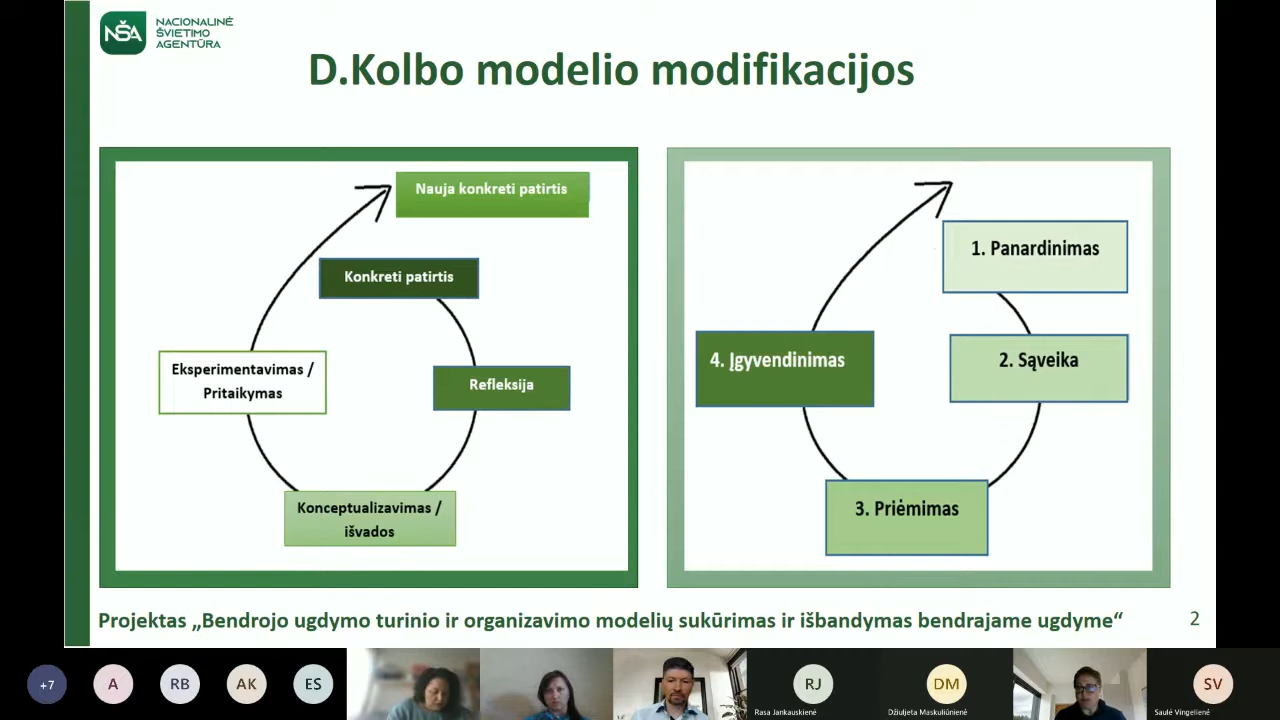 NŠA
NACIONALINĖ
ŠVIETIMO
AGENTŪRA
D.Kolbo modelio modifikacijos
Nauja konkreti patirtis
Konkreti patirtis
Eksperimentavimas /
Pritaikymas
Refleksija
Konceptualizavimas /
išvados
1. Panardinimas
2. Sąveika
4. Įgyvendinimas
3. Priėmimas
Projektas „Bendrojo ugdymo turinio ir organizavimo modelių sukūrimas ir išbandymas bendrajame ugdyme“
2
+7
A
RB
AK
ES
RJ
Rasa Jankauskienė
DM
Džiuljeta Maskuliūnienė
SV
Saulė Vingelienė